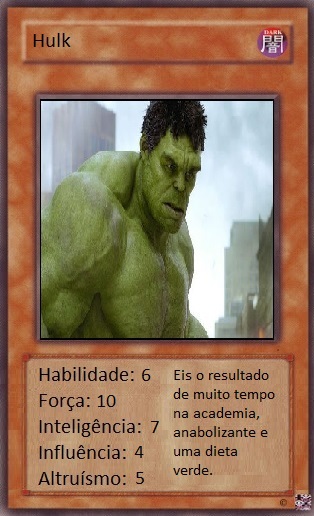 Hulk
DARK
闇
Habilidade: 6
Força: 10
Inteligência: 7
Influência: 4
Altruísmo: 5
Eis o resultado
de muito tempo
na academia,
anabolizante e
uma dieta
verde.
©